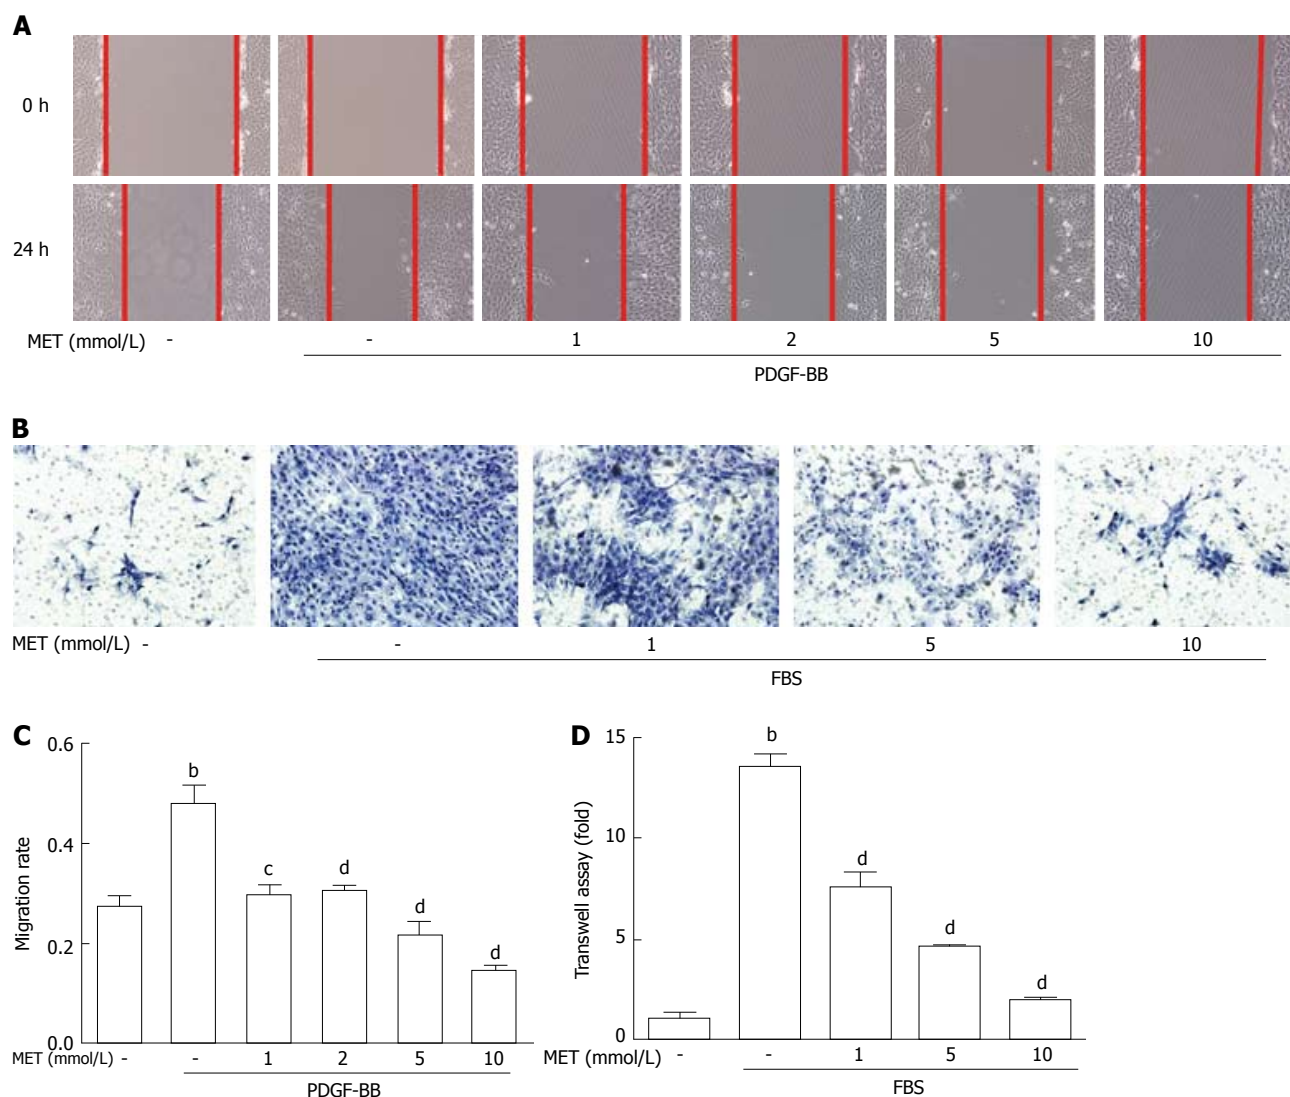 A
0 h
24 h
MET (mmol/L) - - 1 2 5 10
PDGF-BB
B
MET (mmol/L) - - 1 5 10
FBS
C
0.6
0.4
0.2
0.0
Migration rate
b
c
d
d
d
MET (mmol/L) - - 1 2 5 10
PDGF-BB
D
15
10
5
0
Transwell assay (fold)
b
d
d
d
MET (mmol/L) - - 1 5 10
FBS